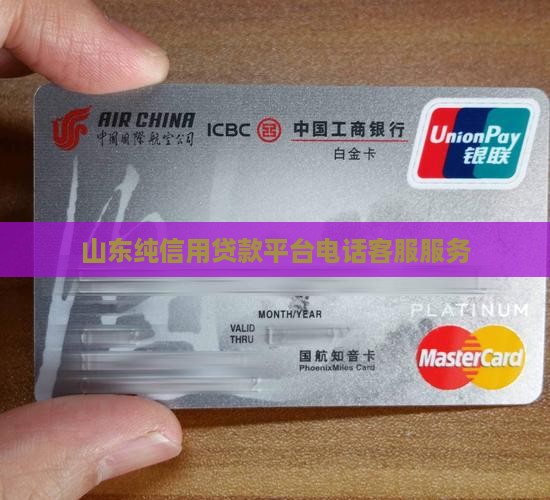 AIR CHINA
中国国際航空公司
ICBC 中国工商银行
白金卡
UnionPay
银联
山东纯信用贷款平台电话客服服务
PLATINUM
MONTH/YEAR
VALID
THRU
国航知音卡
PhoenixMiles Card
MasterCard